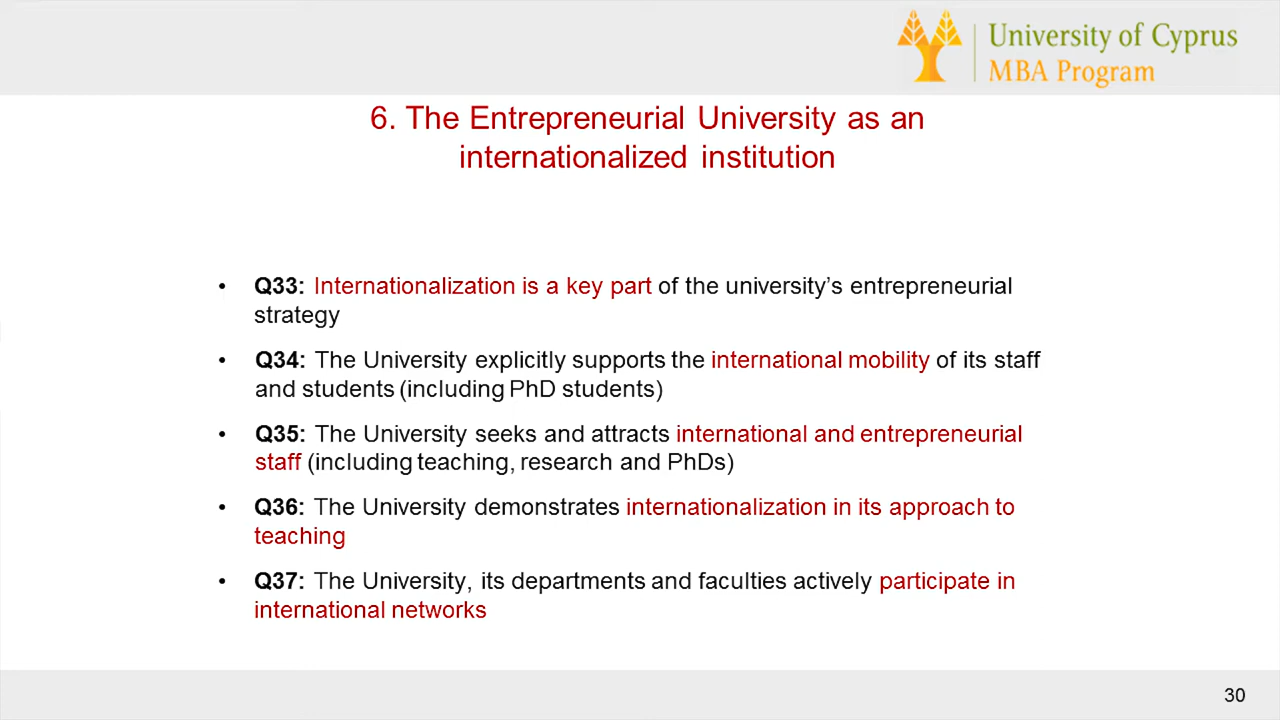 University of Cyprus
MBA Program
6. The Entrepreneurial University as an
internationalized institution
• Q33: Internationalization is a key part of the university’s entrepreneurial
strategy
• Q34: The University explicitly supports the international mobility of its staff
and students (including PhD students)
• Q35: The University seeks and attracts international and entrepreneurial
staff (including teaching, research and PhDs)
• Q36: The University demonstrates internationalization in its approach to
teaching
• Q37: The University, its departments and faculties actively participate in
international networks
30